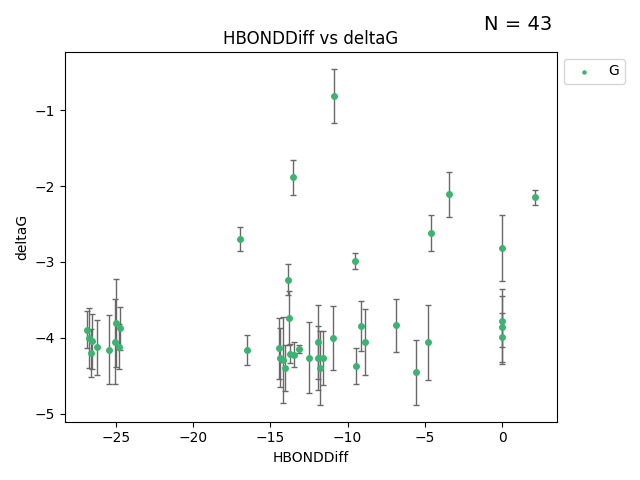 N = 43
HBONDDiff vs deltaG
G
deltaG
−1
−2
−3
−4
−5
−25
−20
−15
−10
−5
0
HBONDDiff